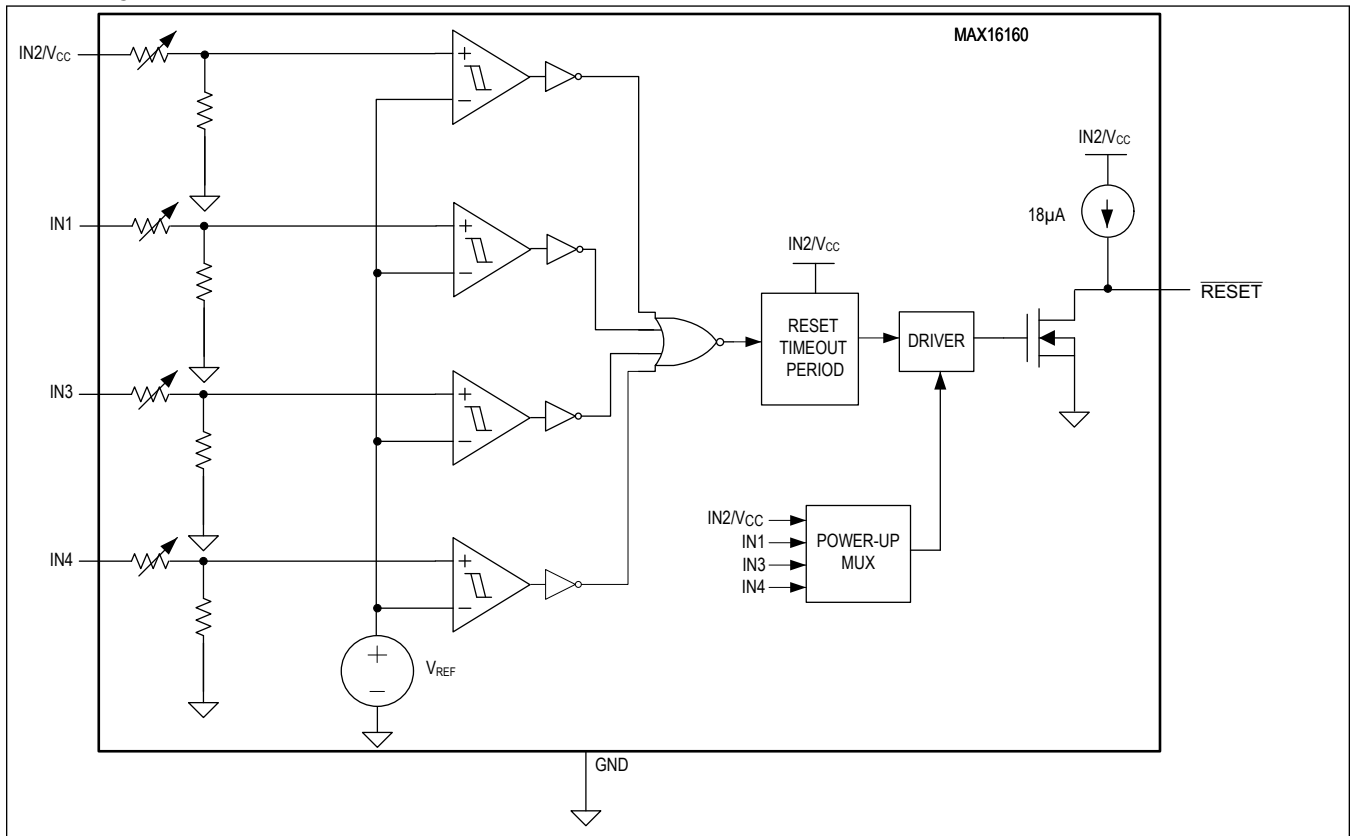 MAX16160
IN2/VCC
+
−
IN1
+
−
IN3
+
−
IN4
+
−
+
−
VREF
IN2/VCC
RESET
TIMEOUT
PERIOD
DRIVER
IN2/VCC
18µA
RESET
IN2/VCC
IN1
IN3
IN4
POWER-UP
MUX
GND